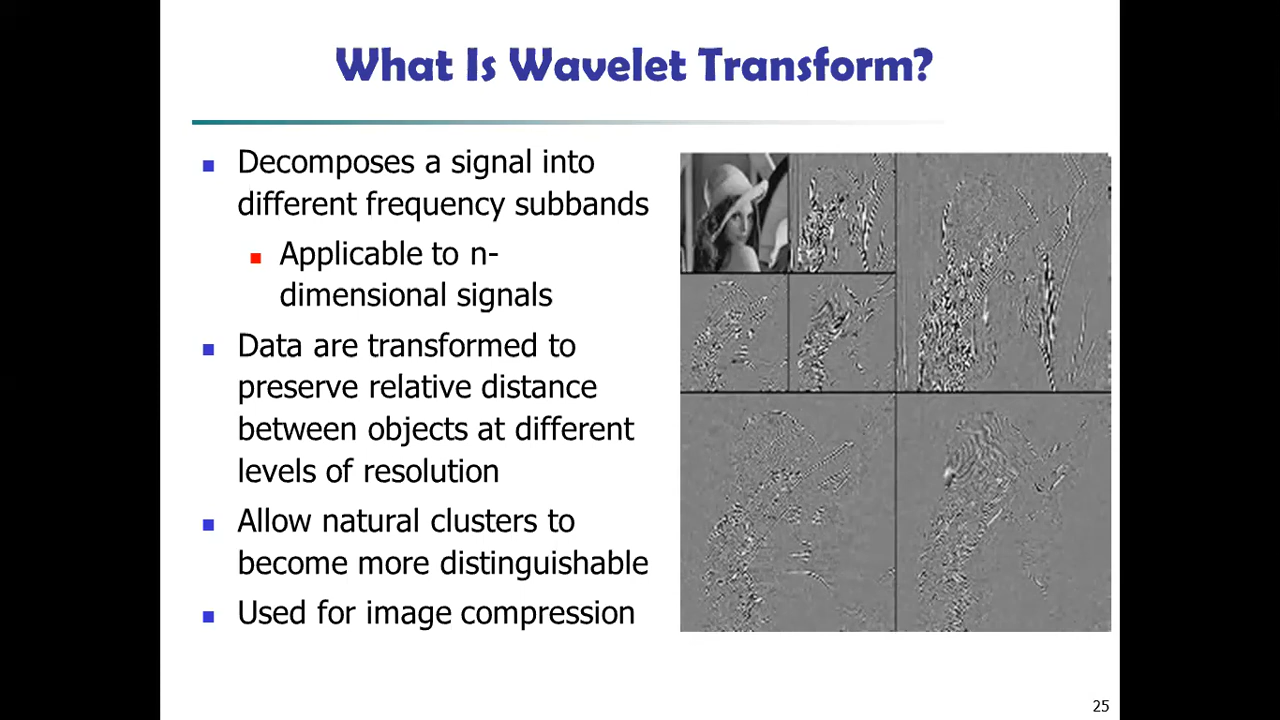 What Is Wavelet Transform?
Decomposes a signal into
different frequency subbands
Applicable to n-
dimensional signals
Data are transformed to
preserve relative distance
between objects at different
levels of resolution
Allow natural clusters to
become more distinguishable
Used for image compression
25